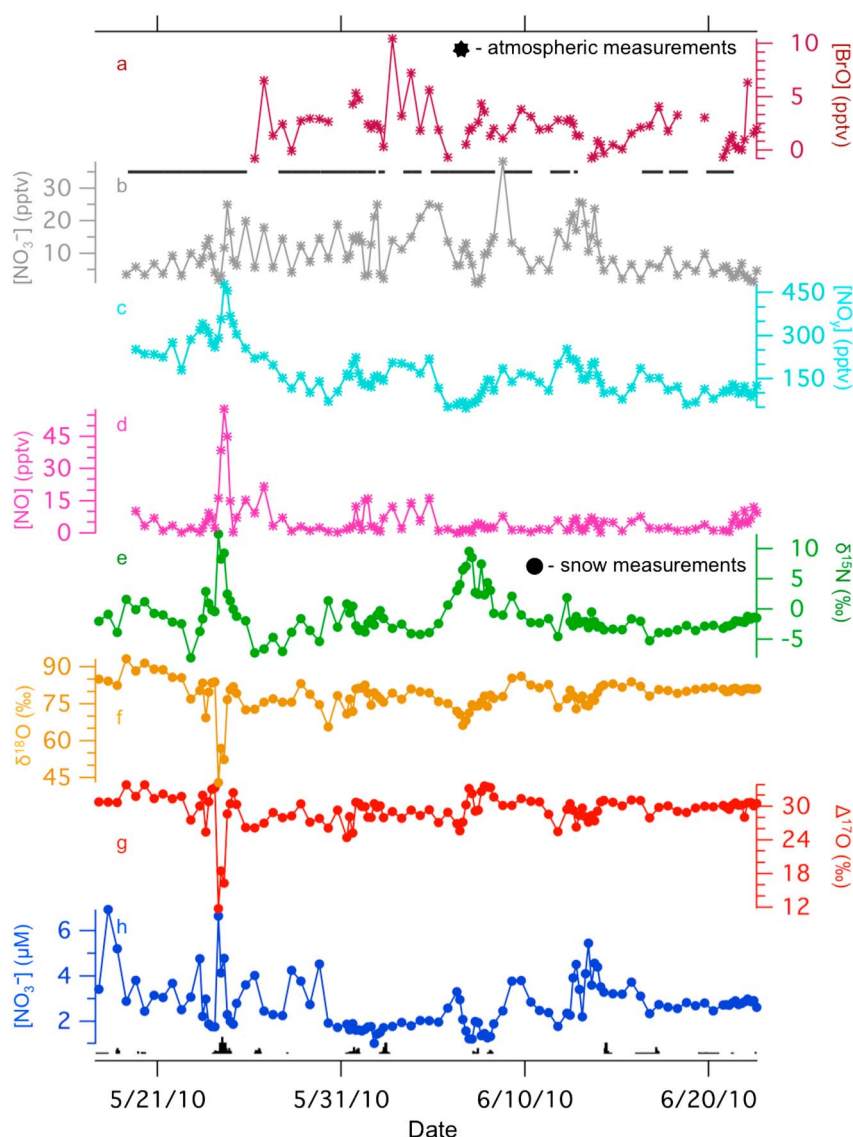 a
★ - atmospheric measurements
[BrO] (pptv)
10
5
0
b
[NO₃⁻] (pptv)
30
20
10
c
[NOy] (pptv)
450
300
150
d
[NO] (pptv)
45
30
15
0
e
● - snow measurements
δ¹⁵N (‰)
10
5
0
-5
f
δ¹⁸O (‰)
90
75
60
45
g
Δ¹⁷O (‰)
30
24
18
12
h
[NO₃⁻] (µM)
6
4
2
5/21/10 5/31/10 6/10/10 6/20/10
Date